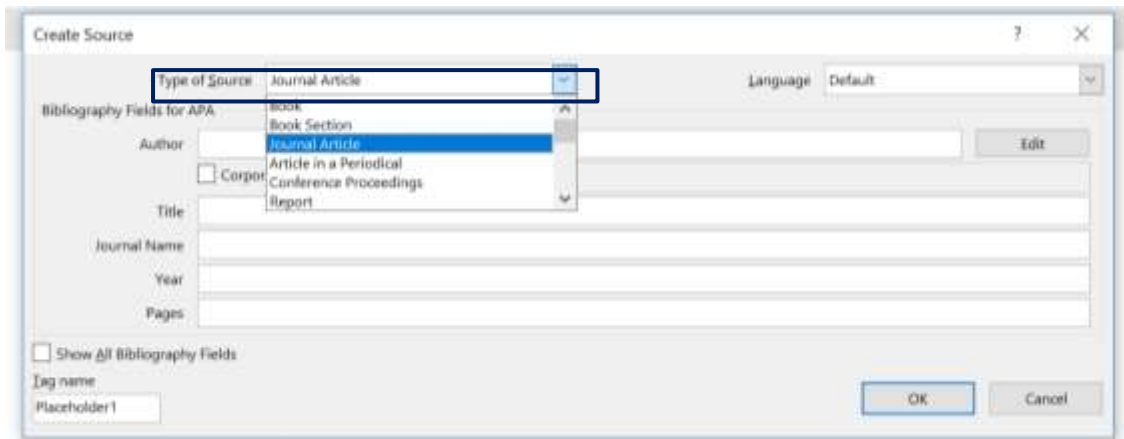 Create Source ?
Type of Source Journal Article Language Default
Bibliography Fields for APA
Book
Book Section
Journal Article
Article in a Periodical
Conference Proceedings
Report
Author Edit
Corpor
Title
Journal Name
Year
Pages
Show All Bibliography Fields
Tag name
Placeholder1
OK Cancel